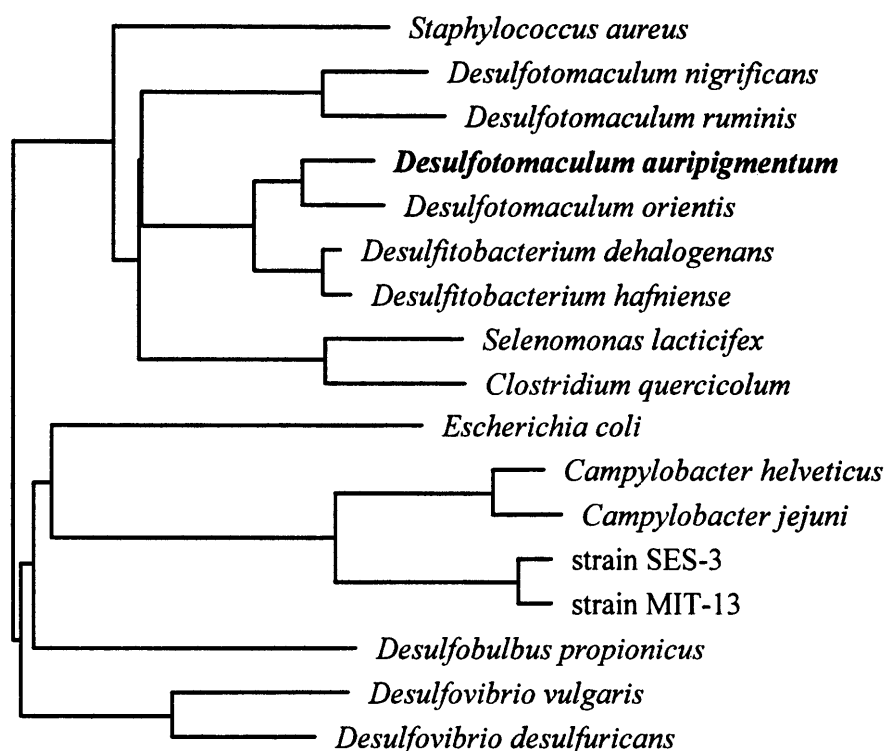 Staphylococcus aureus
Desulfotomaculum nigrificans
Desulfotomaculum ruminis
Desulfotomaculum auripigmentum
Desulfotomaculum orientis
Desulfitobacterium dehalogenans
Desulfitobacterium hafniense
Selenomonas lacticifex
Clostridium quercicolum
Escherichia coli
Campylobacter helveticus
Campylobacter jejuni
strain SES-3
strain MIT-13
Desulfobulbus propionicus
Desulfovibrio vulgaris
Desulfovibrio desulfuricans